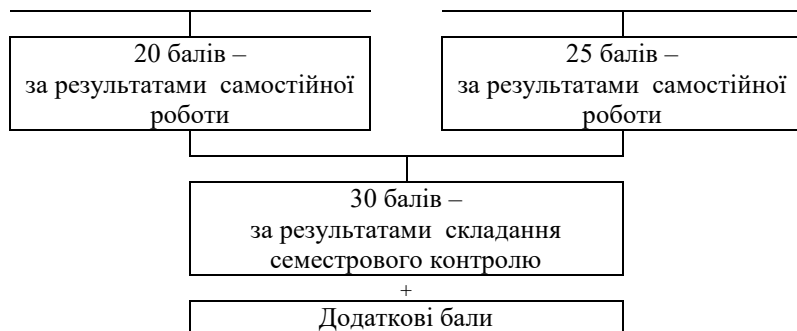 20 балів –
за результатами самостійної
роботи
25 балів –
за результатами самостійної
роботи
30 балів –
за результатами складання
семестрового контролю
+
Додаткові бали